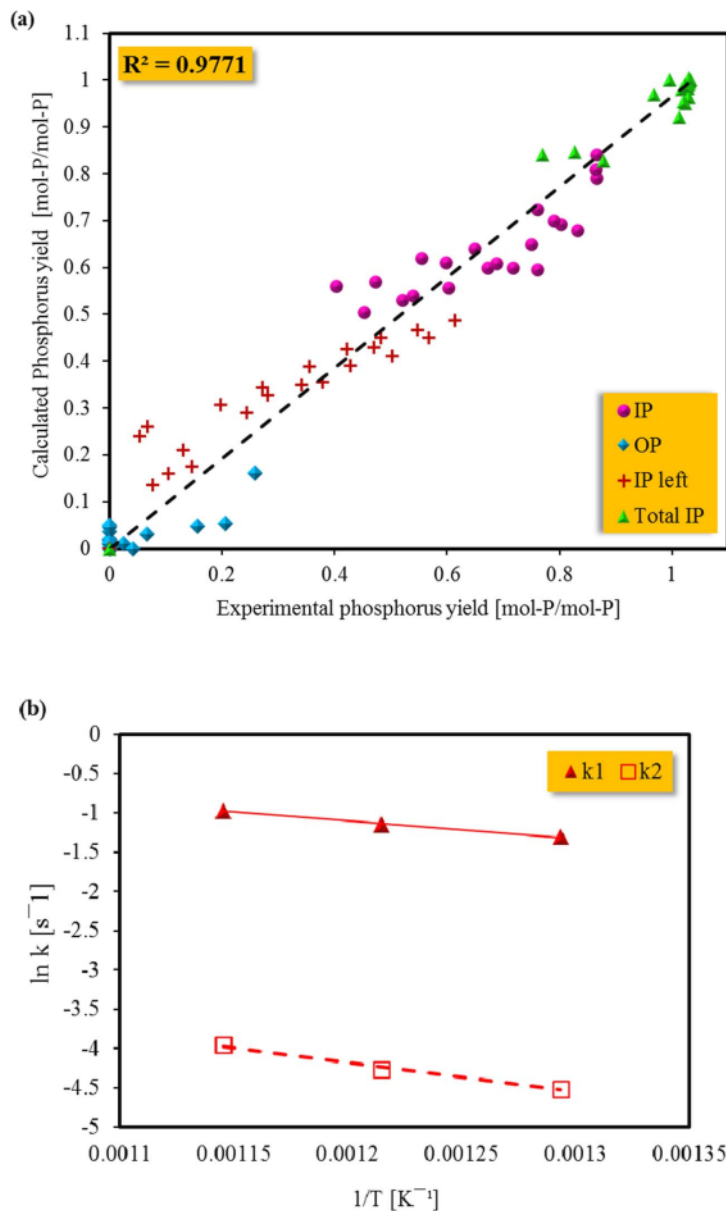 (a)
1.1
1
0.9
0.8
0.7
0.6
0.5
0.4
0.3
0.2
0.1
0
R² = 0.9771
Calculated Phosphorus yield [mol-P/mol-P]
IP
OP
IP left
Total IP
0 0.2 0.4 0.6 0.8 1
Experimental phosphorus yield [mol-P/mol-P]
(b)
0
-0.5
-1
-1.5
-2
-2.5
-3
-3.5
-4
-4.5
-5
k1 k2
ln k [s¯1]
0.0011 0.00115 0.0012 0.00125 0.0013 0.00135
1/T [K¯¹]